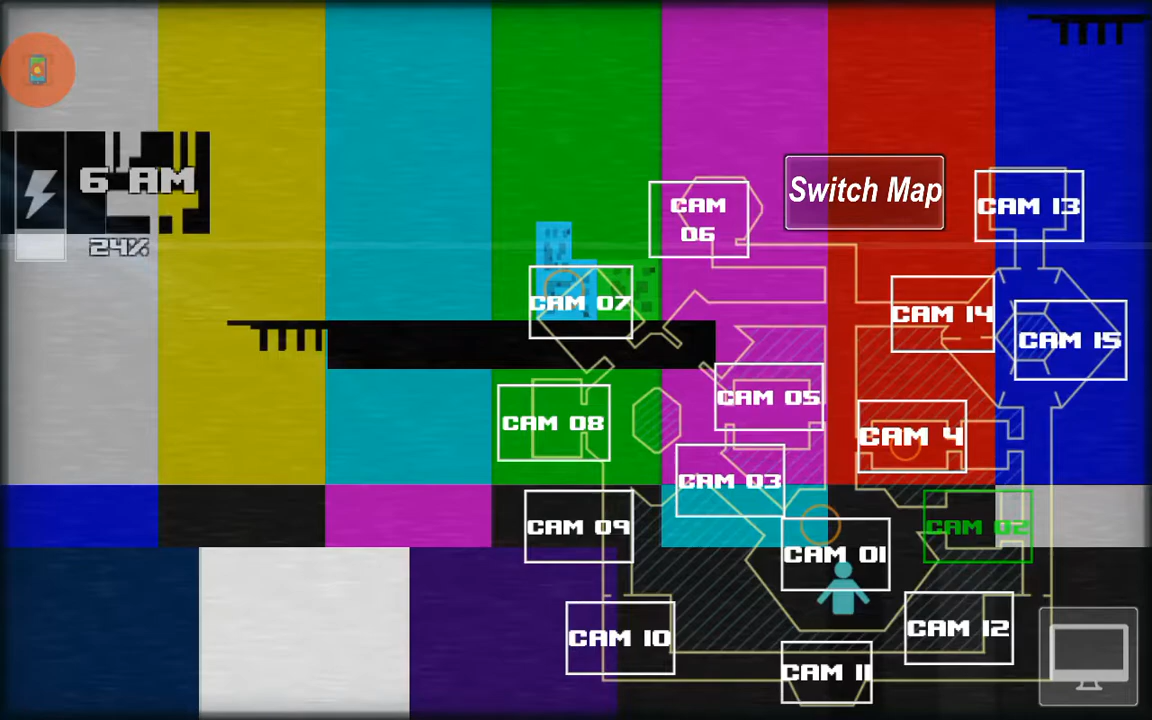 6 AM
24%
Switch Map
CAM
06
CAM 13
CAM 07
CAM 14
CAM 15
CAM 05
CAM 08
CAM 4
CAM 03
CAM 09
CAM 02
CAM 01
CAM 10
CAM 12
CAM 11